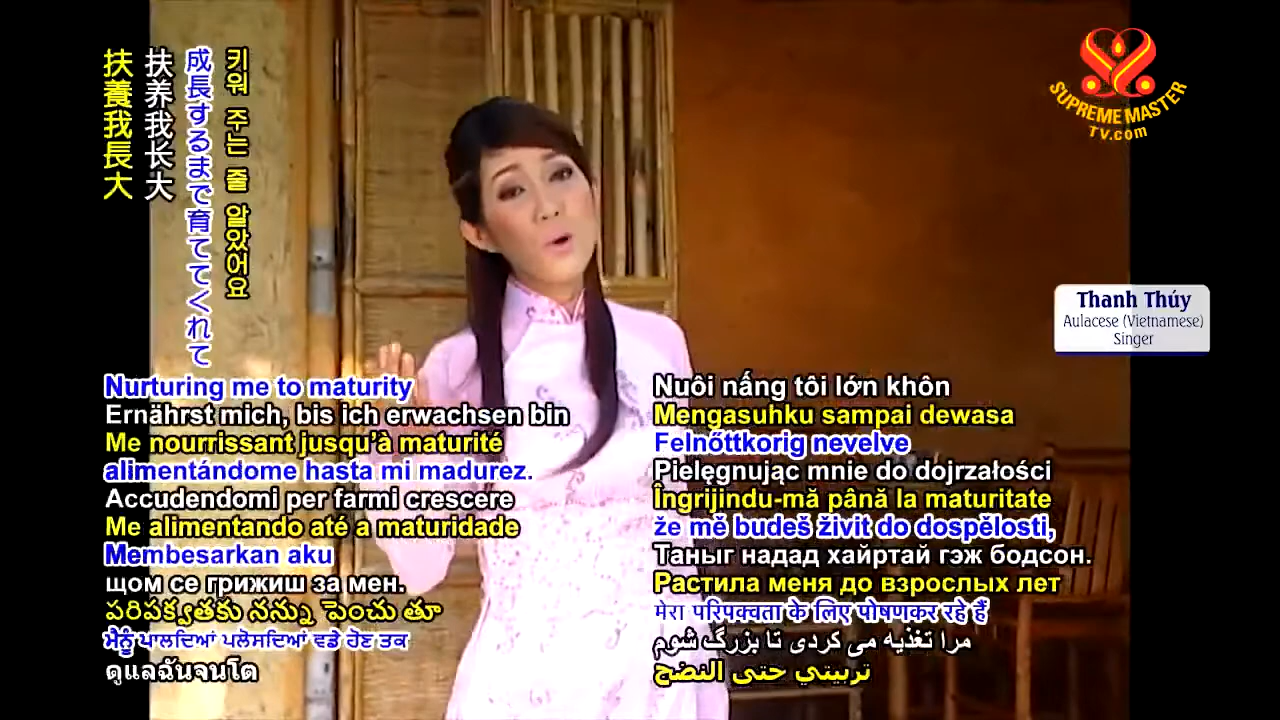 扶養我長大
扶养我长大
成長するまで育ててくれて
키워 주는 줄 알았어요
SUPREME MASTER
TV.com
Thanh Thúy
Aulacese (Vietnamese)
Singer
Nurturing me to maturity
Ernährst mich, bis ich erwachsen bin
Me nourrissant jusqu’à maturité
alimentándome hasta mi madurez.
Accudendomi per farmi crescere
Me alimentando até a maturidade
Membesarkan aku
щом се грижиш за мен.
పరిపక్వతకు నన్ను పెంచు తూ
ਮੈਨੂੰ ਪਾਲਦਿਆਂ ਪਲੋਸਦਿਆਂ ਵਡੇ ਹੋਣ ਤਕ
ดูแลฉันจนโต
Nuôi nấng tôi lớn khôn
Mengasuhku sampai dewasa
Felnőttkorig nevelve
Pielęgnując mnie do dojrzałości
Îngrijindu-mă până la maturitate
že mě budeš živit do dospělosti,
Таныг надад хайртай гэж бодсон.
Растила меня до взрослых лет
मेरा परिपक्वता के लिए पोषणकर रहे हैं
مرا تغذیه می کردی تا بزرگ شوم
تربيتي حتى النضج